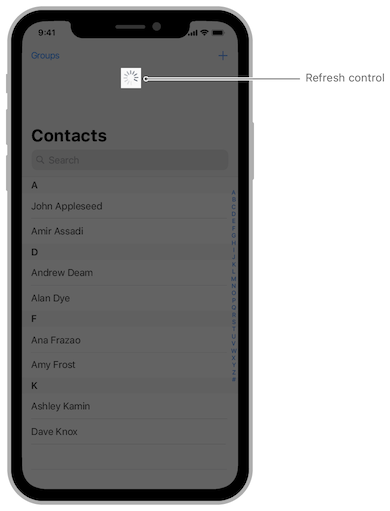 9:41
Groups +
Refresh control
Contacts
Search
A
John Appleseed
Amir Assadi
D
Andrew Deam
Alan Dye
F
Ana Frazao
Amy Frost
K
Ashley Kamin
Dave Knox
A
B
C
D
E
F
G
H
I
J
K
L
M
N
O
P
Q
R
S
T
U
V
W
X
Y
Z
#